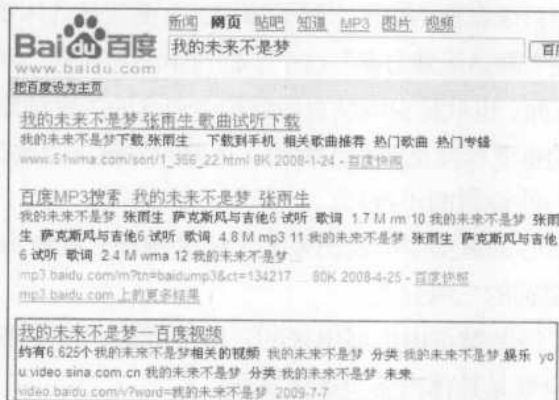 新闻 网页 贴吧 知道 MP3 图片 视频
Bai du 百度
我的未来不是梦
www.baidu.com
把百度设为主页
我的未来不是梦 张雨生 歌曲试听下载
我的未来不是梦下载 张雨生 下载到手机 相关歌曲推荐 热门歌曲 热门专辑
www.51wma.com/sort/1_366_22.html 8K 2008-1-24 - 百度快照
百度MP3搜索_我的未来不是梦 张雨生
我的未来不是梦 张雨生 萨克斯风与吉他6 试听 歌词 1.7 M rm 10 我的未来不是梦 张雨
生 萨克斯风与吉他6 试听 歌词 4.8 M mp3 11 我的未来不是梦 张雨生 萨克斯风与吉他
6 试听 歌词 2.4 M wma 12 我的未来不是梦
mp3.baidu.com/m?tn=baidump3&ct=134217 ... 80K 2008-4-25 - 百度快照
mp3.baidu.com 上的更多结果
我的未来不是梦—百度视频
约有6,625个我的未来不是梦相关的视频 我的未来不是梦 分类 我的未来不是梦_娱乐 yo
u.video.sina.com.cn 我的未来不是梦 分类 我的未来不是梦 未来
video.baidu.com/v?word=我的未来不是梦 2009-7-7